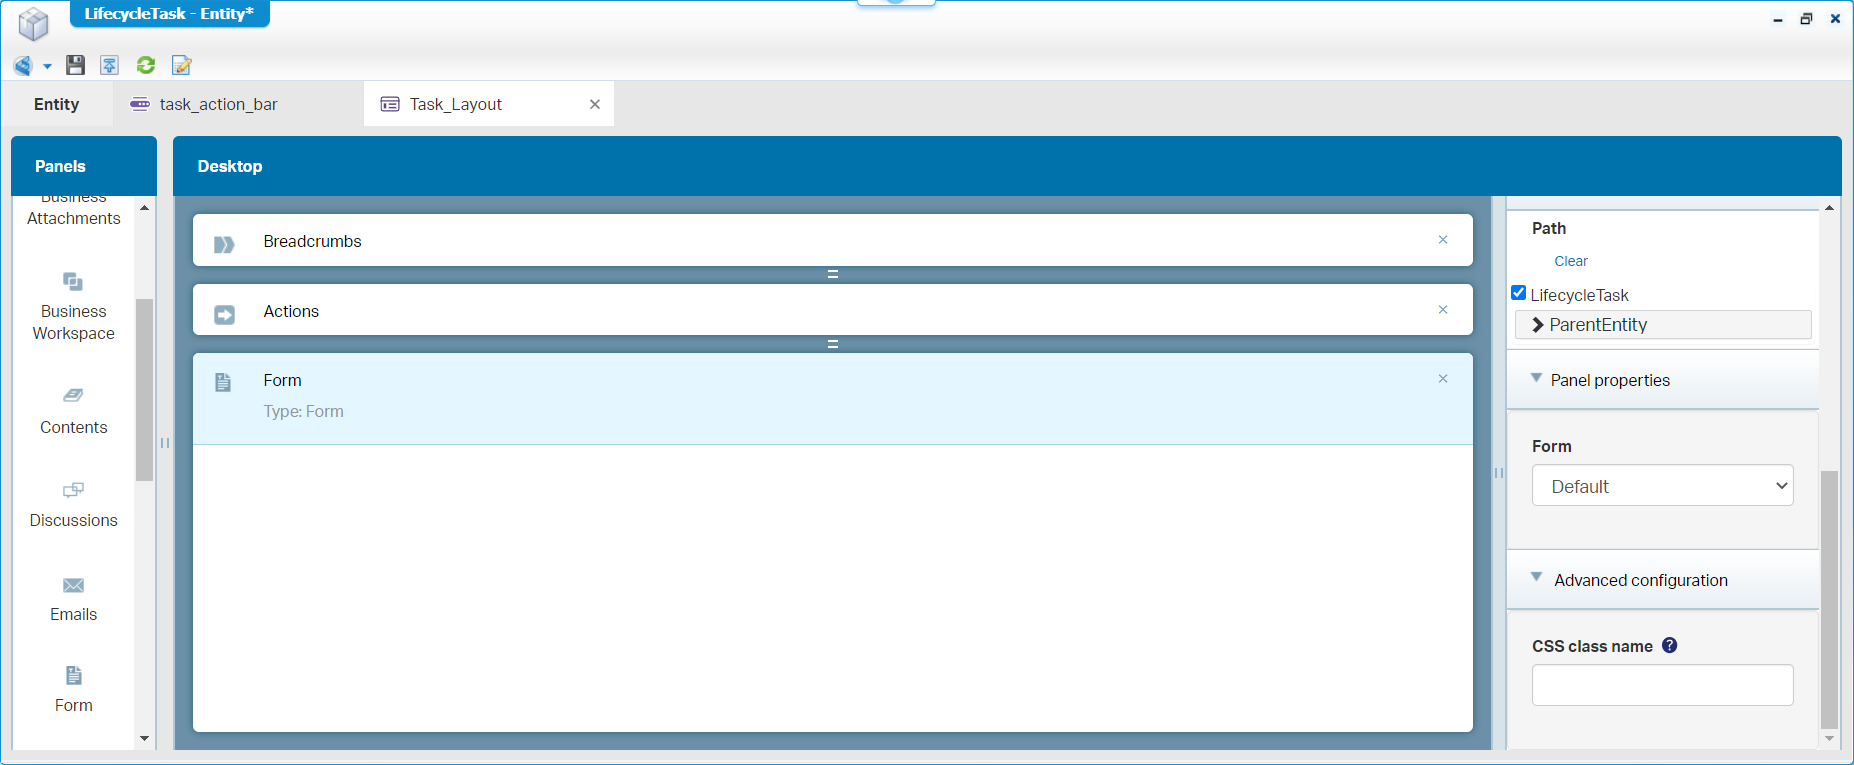 LifecycleTask - Entity*
Entity
task_action_bar
Task_Layout
Panels
Desktop
Business
Attachments
Business
Workspace
Contents
Discussions
Emails
Form
Breadcrumbs
Actions
Form
Type: Form
Path
Clear
LifecycleTask
ParentEntity
Panel properties
Form
Default
Advanced configuration
CSS class name ?